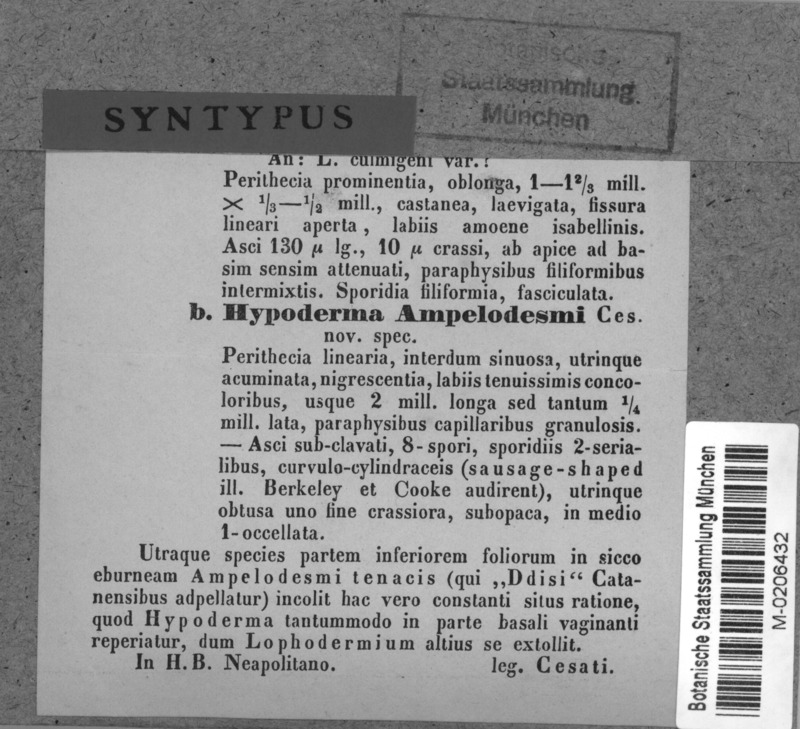 Botanische
Staatssammlung
München
SYNTYPUS
An: L. culmigeni var.?
Perithecia prominentia, oblonga, 1—1²/₃ mill.
× ¹/₃—¹/₂ mill., castanea, laevigata, fissura
lineari aperta, labiis amoene isabellinis.
Asci 130 µ lg., 10 µ crassi, ab apice ad ba-
sim sensim attenuati, paraphysibus filiformibus
intermixtis. Sporidia filiformia, fasciculata.
b. Hypoderma Ampelodesmi Ces.
nov. spec.
Perithecia linearia, interdum sinuosa, utrinque
acuminata, nigrescentia, labiis tenuissimis conco-
loribus, usque 2 mill. longa sed tantum ¹/₄
mill. lata, paraphysibus capillaribus granulosis.
— Asci sub-clavati, 8-spori, sporidiis 2-seria-
libus, curvulo-cylindraceis (sausage-shaped
ill. Berkeley et Cooke audirent), utrinque
obtusa uno fine crassiora, subopaca, in medio
1-occellata.
Utraque species partem inferiorem foliorum in sicco
eburneam Ampelodesmi tenacis (qui „Ddisi“ Cata-
nensibus adpellatur) incolit hac vero constanti situs ratione,
quod Hypoderma tantummodo in parte basali vaginanti
reperiatur, dum Lophodermium altius se extollit.
In H. B. Neapolitano. leg. Cesati.
Botanische Staatssammlung München
M-0206432